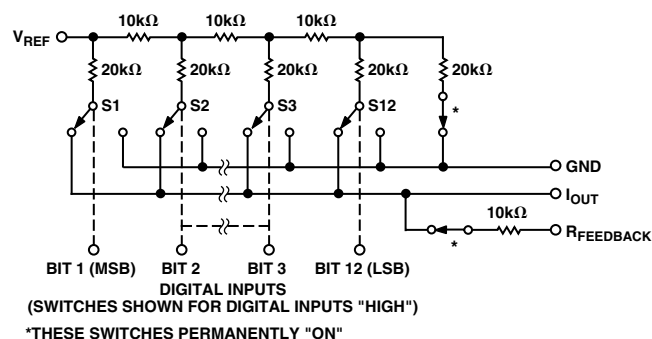 10kΩ 10kΩ 10kΩ
V_REF
20kΩ 20kΩ 20kΩ 20kΩ 20kΩ
S1 S2 S3 S12 *
GND
I_OUT
10kΩ
* R_FEEDBACK
BIT 1 (MSB) BIT 2 BIT 3 BIT 12 (LSB)
DIGITAL INPUTS
(SWITCHES SHOWN FOR DIGITAL INPUTS "HIGH")
*THESE SWITCHES PERMANENTLY "ON"